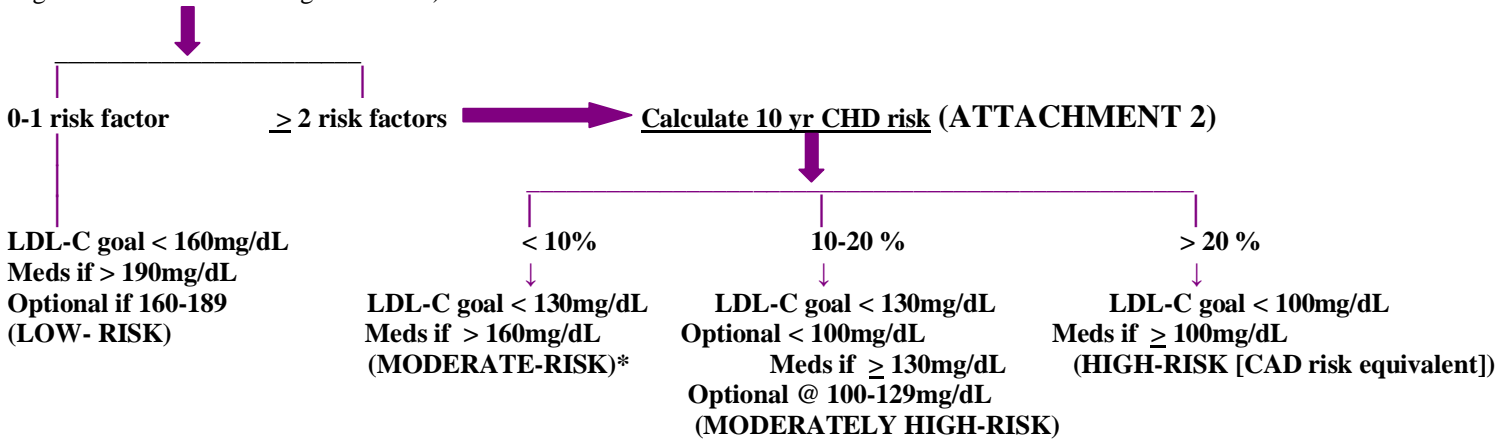 0-1 risk factor > 2 risk factors Calculate 10 yr CHD risk (ATTACHMENT 2)
LDL-C goal < 160mg/dL < 10% 10-20 % > 20 %
Meds if > 190mg/dL ↓ ↓ ↓
Optional if 160-189 LDL-C goal < 130mg/dL LDL-C goal < 130mg/dL LDL-C goal < 100mg/dL
(LOW- RISK) Meds if > 160mg/dL Optional < 100mg/dL Meds if > 100mg/dL
(MODERATE-RISK)* Meds if > 130mg/dL (HIGH-RISK [CAD risk equivalent])
Optional @ 100-129mg/dL
(MODERATELY HIGH-RISK)